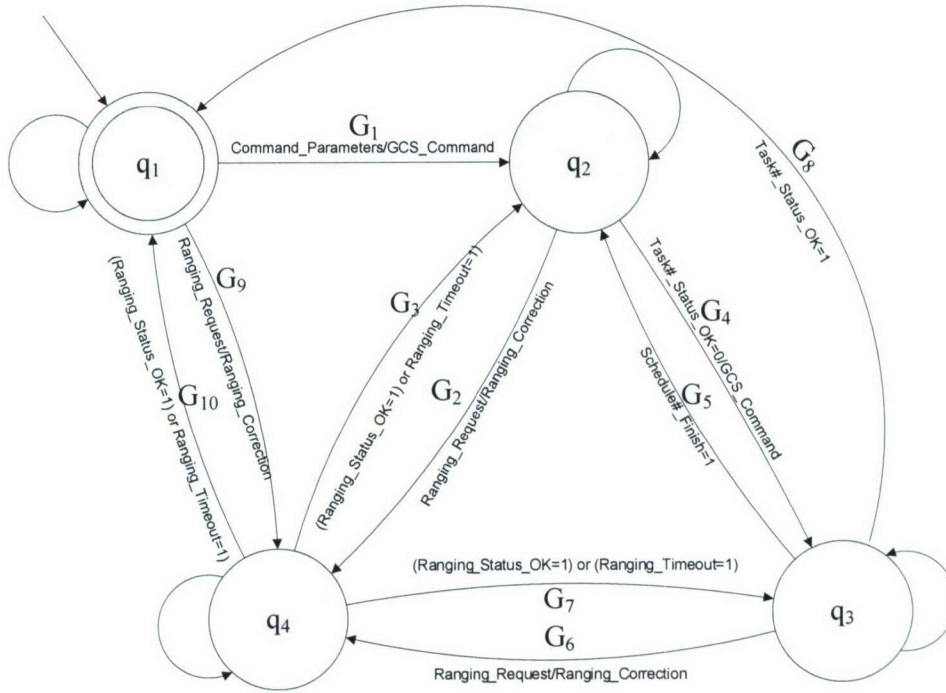 G8
Task#_Status_OK=1
q1
G1
Command_Parameters/GCS_Command
q2
G9
Ranging_Request/Ranging_Correction
G10
(Ranging_Status_OK=1) or Ranging_Timeout=1)
G3
(Ranging_Status_OK=1) or Ranging_Timeout=1)
G2
Ranging_Request/Ranging_Correction
G4
Task#_Status_OK=0/GCS_Command
G5
Schedule#_Finish=1
q4
(Ranging_Status_OK=1) or (Ranging_Timeout=1)
G7
G6
Ranging_Request/Ranging_Correction
q3